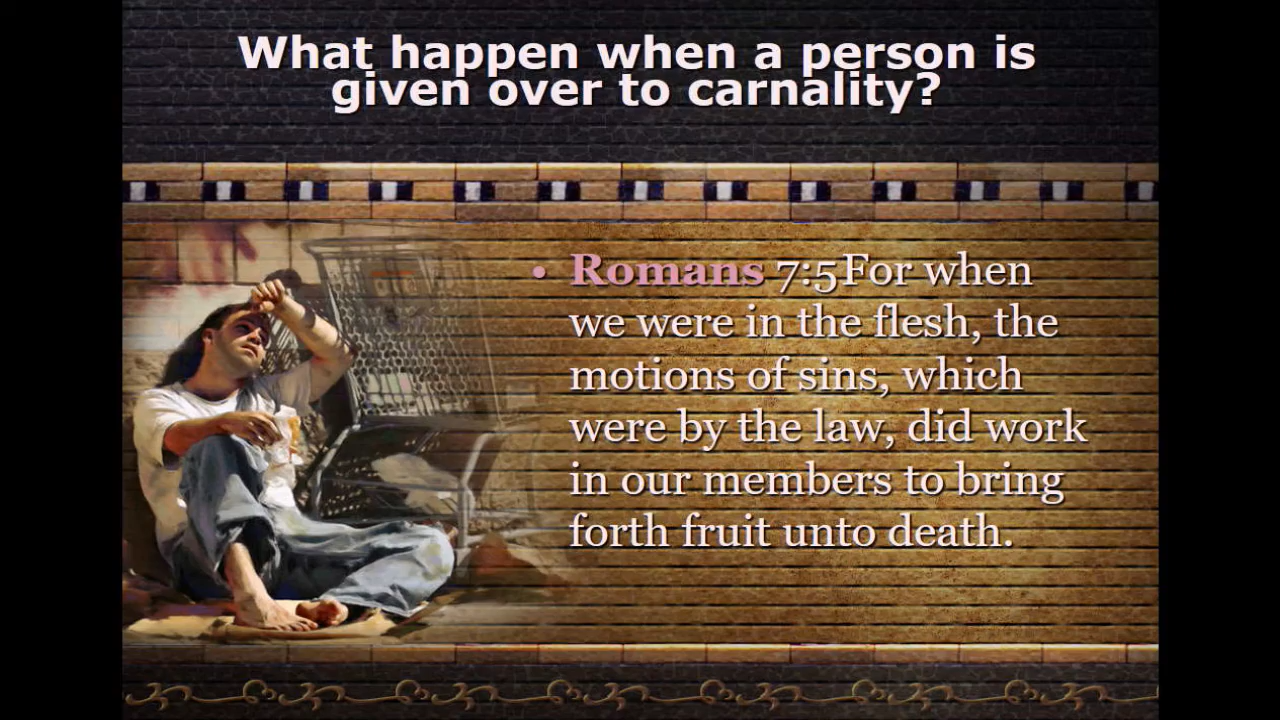 What happen when a person is
given over to carnality?
• Romans 7:5For when
we were in the flesh, the
motions of sins, which
were by the law, did work
in our members to bring
forth fruit unto death.